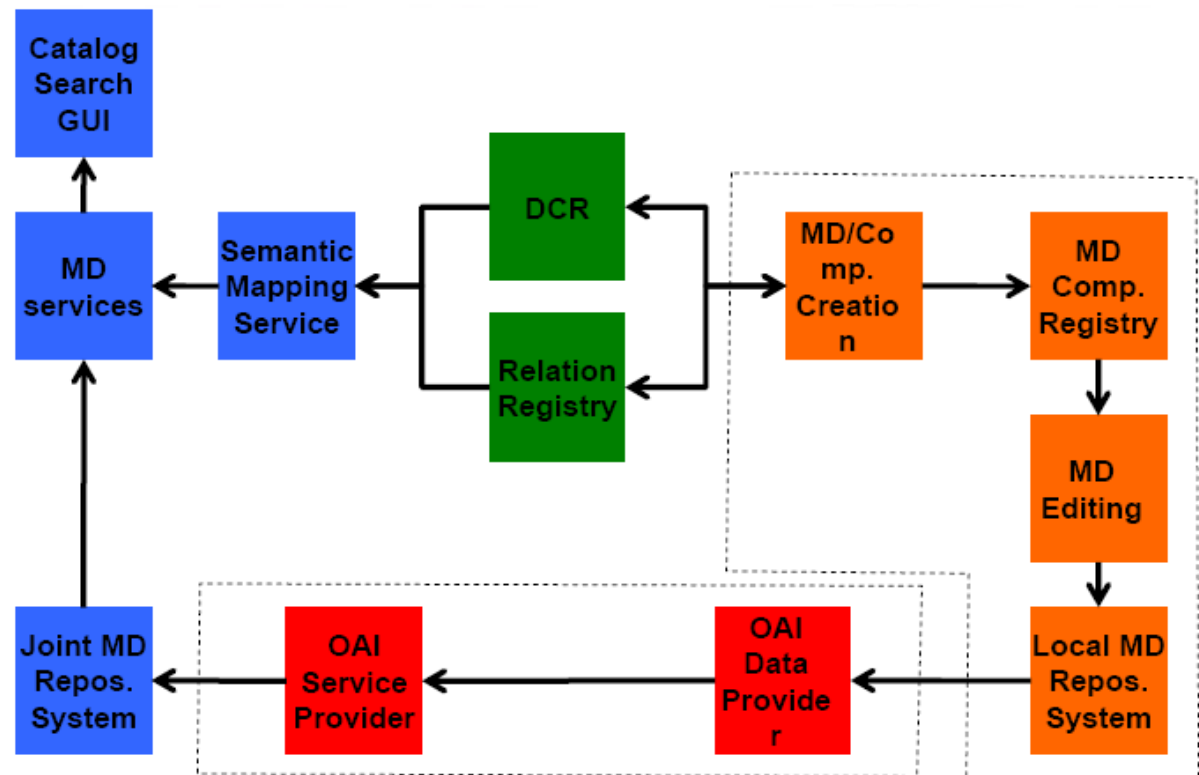 Catalog
Search
GUI
DCR
MD/Co
mp.
Creatio
n
MD
Comp.
Registry
MD
services
Semantic
Mapping
Service
Relation
Registry
MD
Editing
Joint MD
Repos.
System
OAI
Service
Provider
OAI
Data
Provide
r
Local MD
Repos.
System